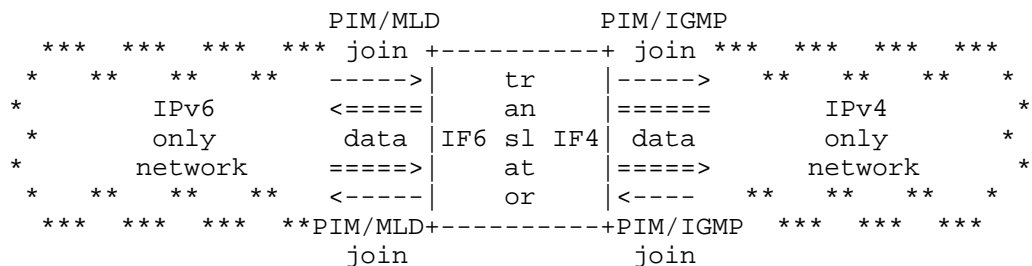 PIM/MLD          PIM/IGMP
  ***  ***  ***  *** join +----------+ join ***  ***  ***  ***
 *   **   **   **   ----->|    tr    |----->   **   **   **   *
*       IPv6        <=====|    an    |======      IPv4         *
 *      only         data |IF6 sl IF4| data       only        *
*      network      =====>|    at    |=====>     network       *
 *   **   **   **   <-----|    or    |<----   **   **   **   *
  ***  ***  ***  **PIM/MLD+----------+PIM/IGMP  ***  ***  ***
                     join              join